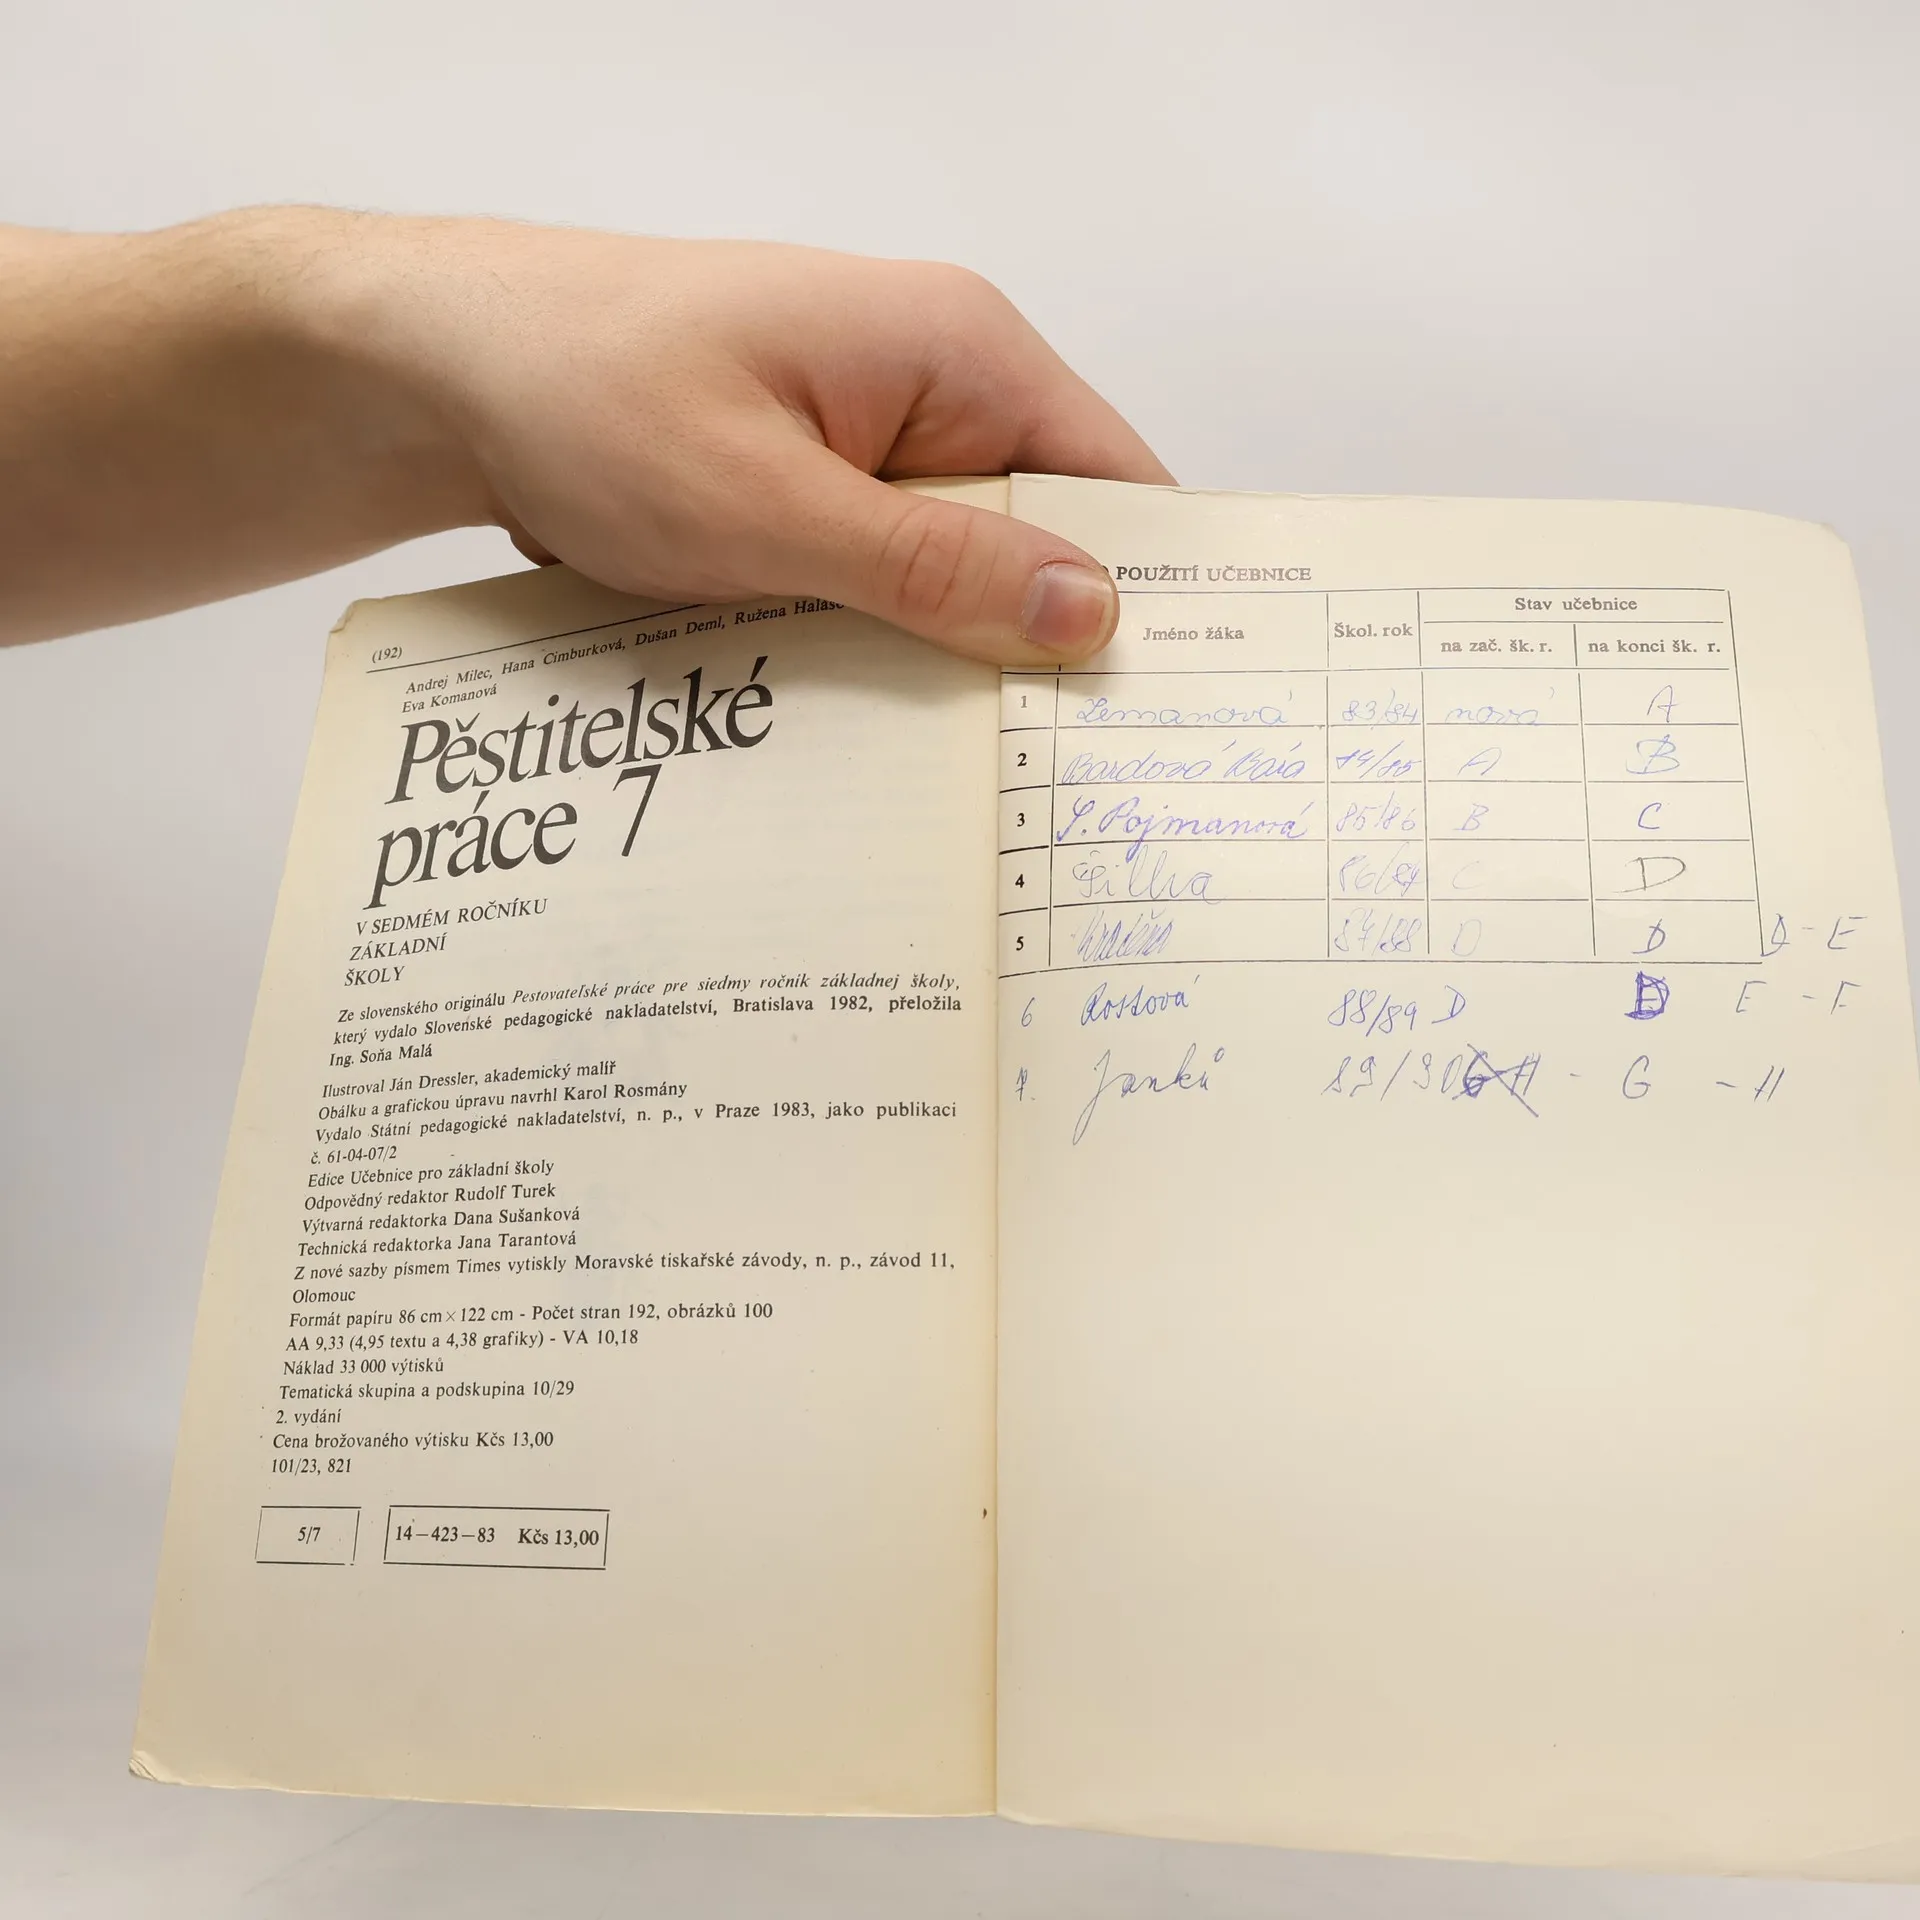 (192)
Andrej Milec, Hana Cimburková, Dušan Deml, Ružena
Eva Komanová
Pěstitelské
práce 7
V SEDMÉM ROČNÍKU
ZÁKLADNÍ
ŠKOLY
Ze slovenského originálu Pestovateľské práce pre siedmy ročník základnej školy,
který vydalo Slovenské pedagogické nakladatelství, Bratislava 1982, přeložila
Ing. Soňa Malá
Ilustroval Ján Dressler, akademický malíř
Obálku a grafickou úpravu navrhl Karol Rosmány
Vydalo Státní pedagogické nakladatelství, n. p., v Praze 1983, jako publikaci
č. 61-04-07/2
Edice Učebnice pro základní školy
Odpovědný redaktor Rudolf Turek
Výtvarná redaktorka Dana Sušanková
Technická redaktorka Jana Tarantová
Z nové sazby písmem Times vytiskly Moravské tiskařské závody, n. p., závod 11,
Olomouc
Formát papíru 86 cm × 122 cm - Počet stran 192, obrázků 100
AA 9,33 (4,95 textu a 4,38 grafiky) - VA 10,18
Náklad 33 000 výtisků
Tematická skupina a podskupina 10/29
2. vydání
Cena brožovaného výtisku Kčs 13,00
101/23, 821
5/7 14—423—83 Kčs 13,00
POUŽITÍ UČEBNICE
Jméno žáka Škol. rok Stav učebnice
na zač. šk. r. na konci šk. r.
1 Zemanová 83/84 nová A
2 Bardová Bára 84/85 A B
3 S. Pojmanová 85/86 B C
4 86/87 C D
5 87/88 D D D - E
6 Rostová 88/89 D E - F
7. Janků 89/90 - G - H